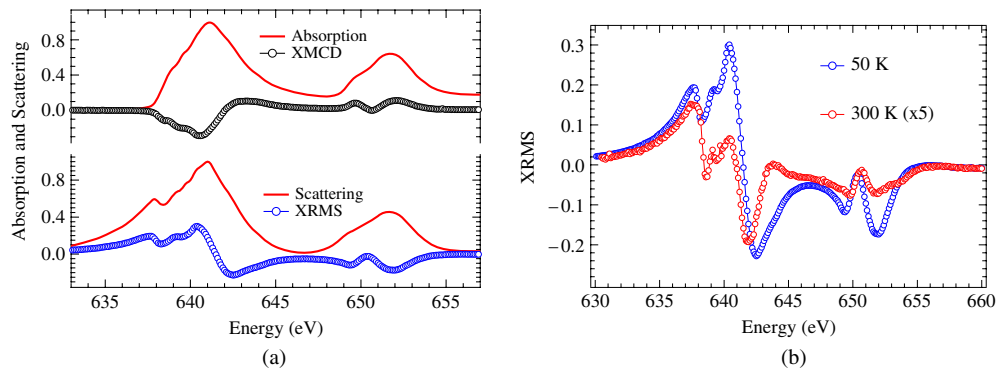 Absorption and Scattering
0.8
0.4
0.0
Absorption
XMCD
0.8
0.4
0.0
Scattering
XRMS
635 640 645 650 655
Energy (eV)
(a)
XRMS
0.3
0.2
0.1
0.0
−0.1
−0.2
50 K
300 K (x5)
630 635 640 645 650 655 660
Energy (eV)
(b)